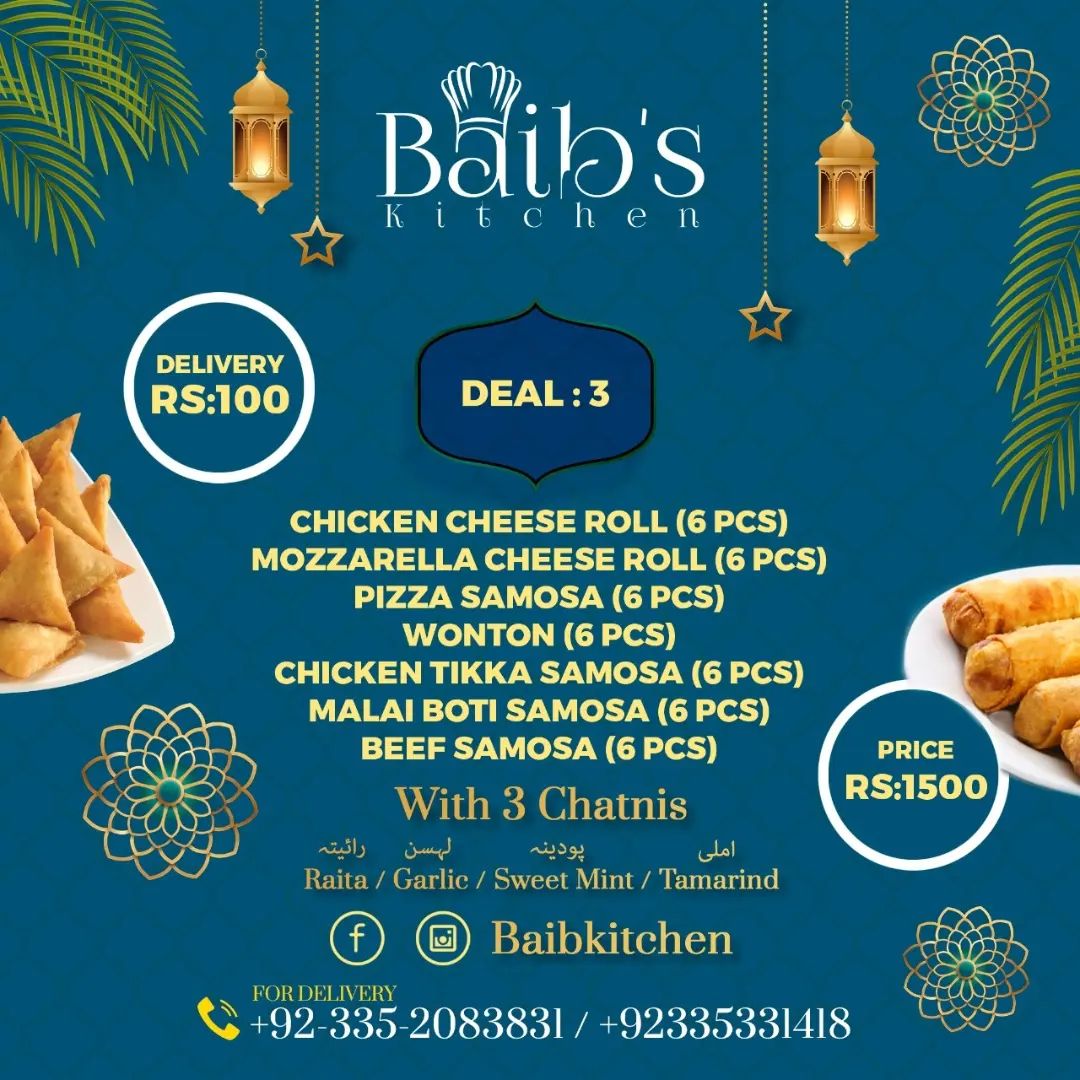 Baib's
Kitchen
DELIVERY
RS:100
DEAL : 3
CHICKEN CHEESE ROLL (6 PCS)
MOZZARELLA CHEESE ROLL (6 PCS)
PIZZA SAMOSA (6 PCS)
WONTON (6 PCS)
CHICKEN TIKKA SAMOSA (6 PCS)
MALAI BOTI SAMOSA (6 PCS)
BEEF SAMOSA (6 PCS)
PRICE
RS:1500
With 3 Chatnis
رائیتہ لہسن پودینہ املی
Raita / Garlic / Sweet Mint / Tamarind
f Baibkitchen
FOR DELIVERY
+92-335-2083831 / +92335331418